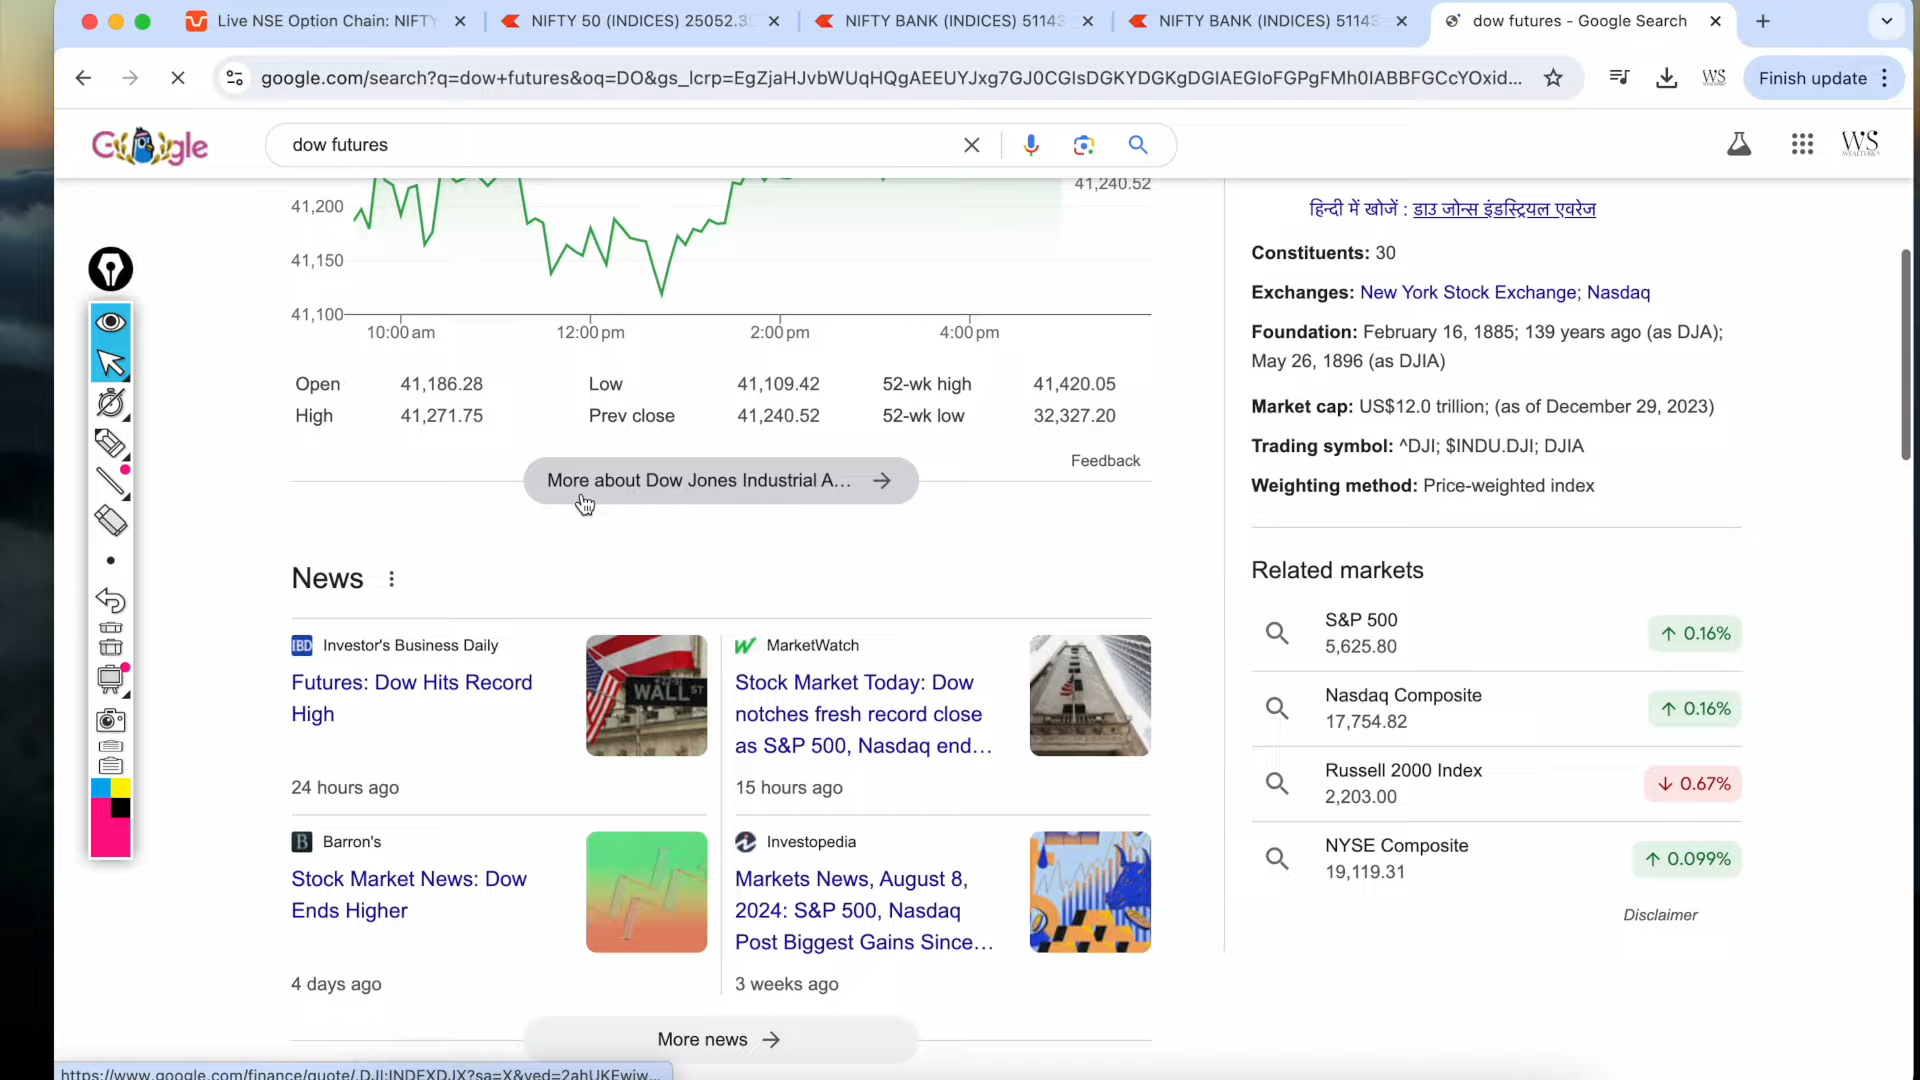 Live NSE Option Chain: NIFTY
NIFTY 50 (INDICES) 25052.3
NIFTY BANK (INDICES) 51143
NIFTY BANK (INDICES) 51143
dow futures - Google Search
google.com/search?q=dow+futures&oq=DO&gs_lcrp=EgZjaHJvbWUqHQgAEEUYJxg7GJ0CGIsDGKYDGKgDGIAEGIoFGPgFMh0IABBFGCcYOxid...
WS
Finish update
Google
dow futures
WS
41,200
41,150
41,100
41,240.52
10:00 am
12:00 pm
2:00 pm
4:00 pm
Open 41,186.28 Low 41,109.42 52-wk high 41,420.05
High 41,271.75 Prev close 41,240.52 52-wk low 32,327.20
Feedback
More about Dow Jones Industrial A...
News
IBD Investor's Business Daily
Futures: Dow Hits Record
High
24 hours ago
WALL ST
MarketWatch
Stock Market Today: Dow
notches fresh record close
as S&P 500, Nasdaq end...
15 hours ago
B Barron's
Stock Market News: Dow
Ends Higher
4 days ago
Investopedia
Markets News, August 8,
2024: S&P 500, Nasdaq
Post Biggest Gains Since...
3 weeks ago
More news
हिन्दी में खोजें : डाउ जोन्स इंडस्ट्रियल एवरेज
Constituents: 30
Exchanges: New York Stock Exchange; Nasdaq
Foundation: February 16, 1885; 139 years ago (as DJA);
May 26, 1896 (as DJIA)
Market cap: US$12.0 trillion; (as of December 29, 2023)
Trading symbol: ^DJI; $INDU.DJI; DJIA
Weighting method: Price-weighted index
Related markets
S&P 500
5,625.80
0.16%
Nasdaq Composite
17,754.82
0.16%
Russell 2000 Index
2,203.00
0.67%
NYSE Composite
19,119.31
0.099%
Disclaimer
https://www.google.com/finance/quote/.DJI:INDEXDJX?sa=X&ved=2ahUKEwiw...